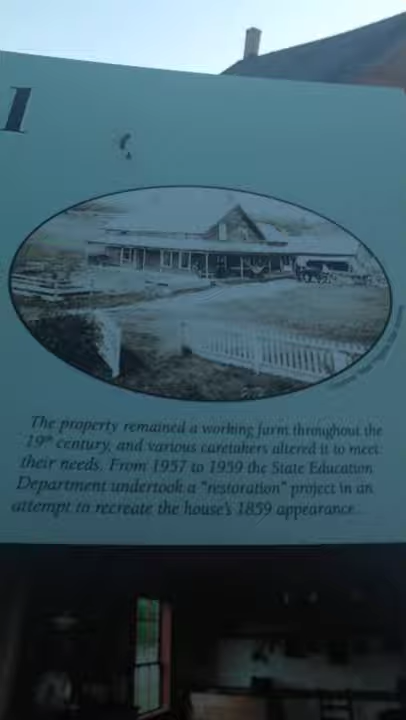 1
The property remained a working farm throughout the
19th century, and various caretakers altered it to meet
their needs. From 1957 to 1959 the State Education
Department undertook a "restoration" project in an
attempt to recreate the house's 1859 appearance.